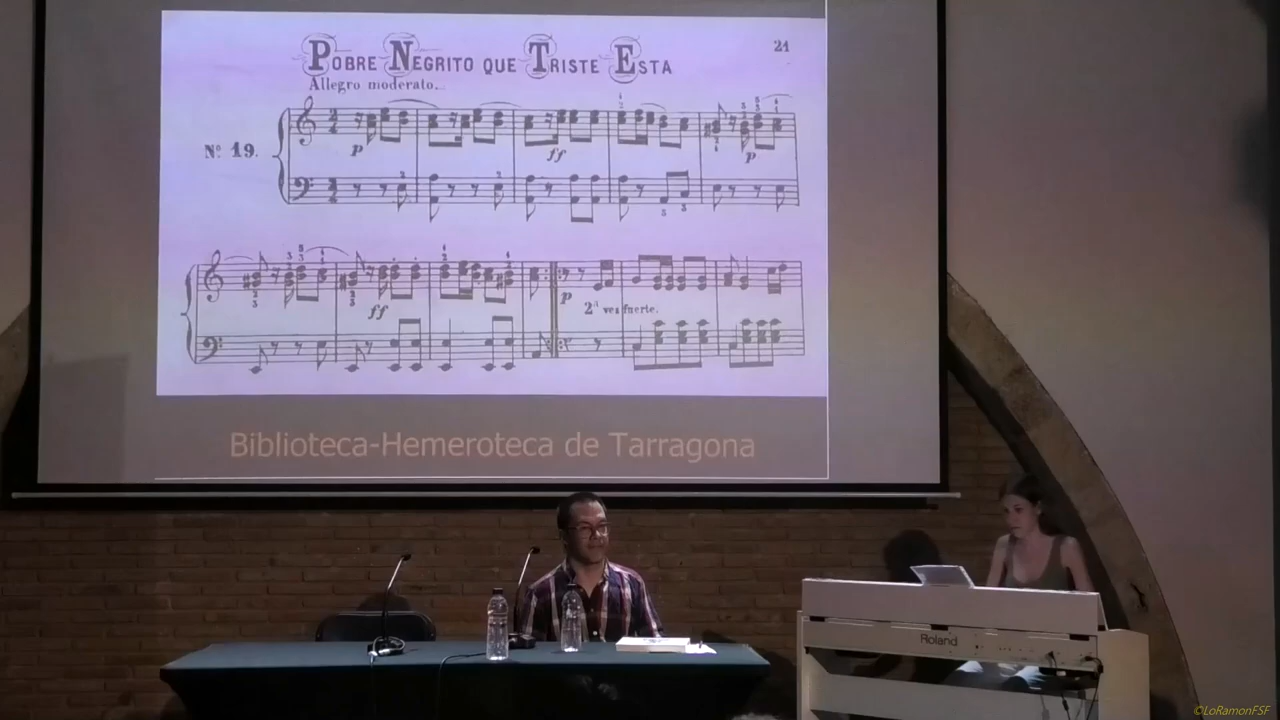 POBRE NEGRITO QUE TRISTE ESTA
21
Allegro moderato.
Nº 19.
p
ff
p
ff
p
2ª vez fuerte.
Biblioteca-Hemeroteca de Tarragona
Roland
©LoRamonFSF